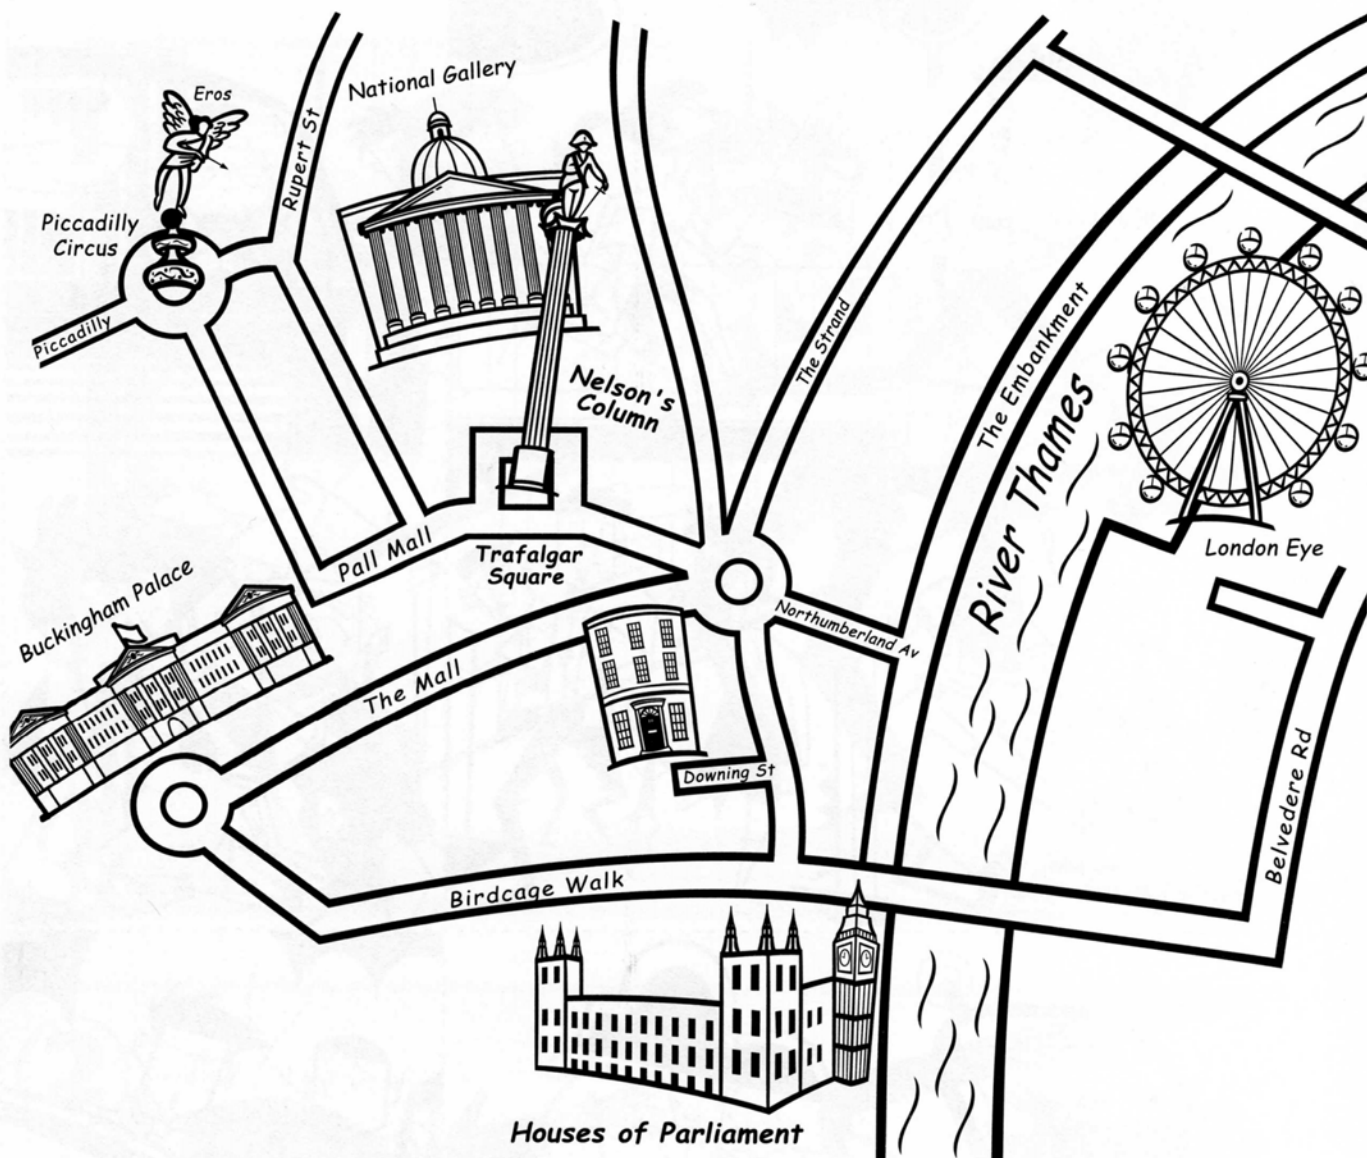 National Gallery
Eros
Rupert St
Piccadilly
Circus
Piccadilly
The Strand
The Embankment
Nelson's
Column
River Thames
London Eye
Pall Mall
Trafalgar
Square
Buckingham Palace
Northumberland Av
The Mall
Downing St
Belvedere Rd
Birdcage Walk
Houses of Parliament